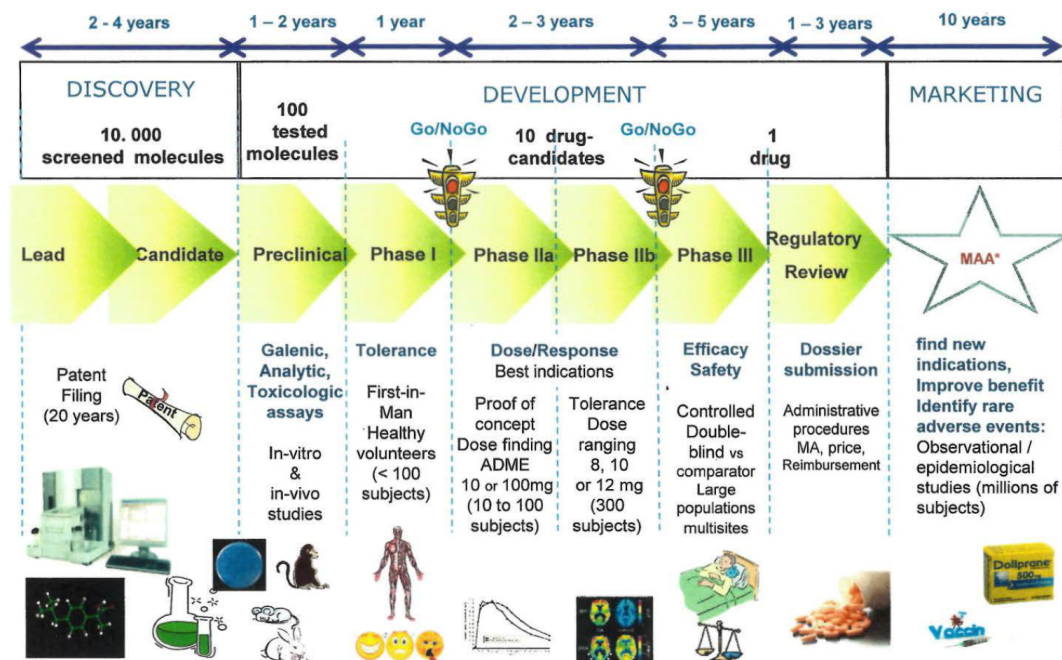 2 - 4 years
1 – 2 years
1 year
2 – 3 years
3 – 5 years
1 – 3 years
10 years
DISCOVERY
10. 000
screened molecules
DEVELOPMENT
100
tested
molecules
Go/NoGo
10 drug-
candidates
Go/NoGo
1
drug
MARKETING
Lead
Candidate
Preclinical
Phase I
Phase IIa
Phase IIb
Phase III
Regulatory
Review
MAA*
Patent
Filing
(20 years)
Patent
Galenic,
Analytic,
Toxicologic
assays
In-vitro
&
in-vivo
studies
Tolerance
First-in-
Man
Healthy
volunteers
(< 100
subjects)
Dose/Response
Best indications
Proof of
concept
Dose finding
ADME
10 or 100mg
(10 to 100
subjects)
Tolerance
Dose
ranging
8, 10
or 12 mg
(300
subjects)
Efficacy
Safety
Controlled
Double-
blind vs
comparator
Large
populations
multisites
Dossier
submission
Administrative
procedures
MA, price,
Reimbursement
find new
indications,
Improve benefit
Identify rare
adverse events:
Observational /
epidemiological
studies (millions of
subjects)
Doliprane
500mg
Vaccin